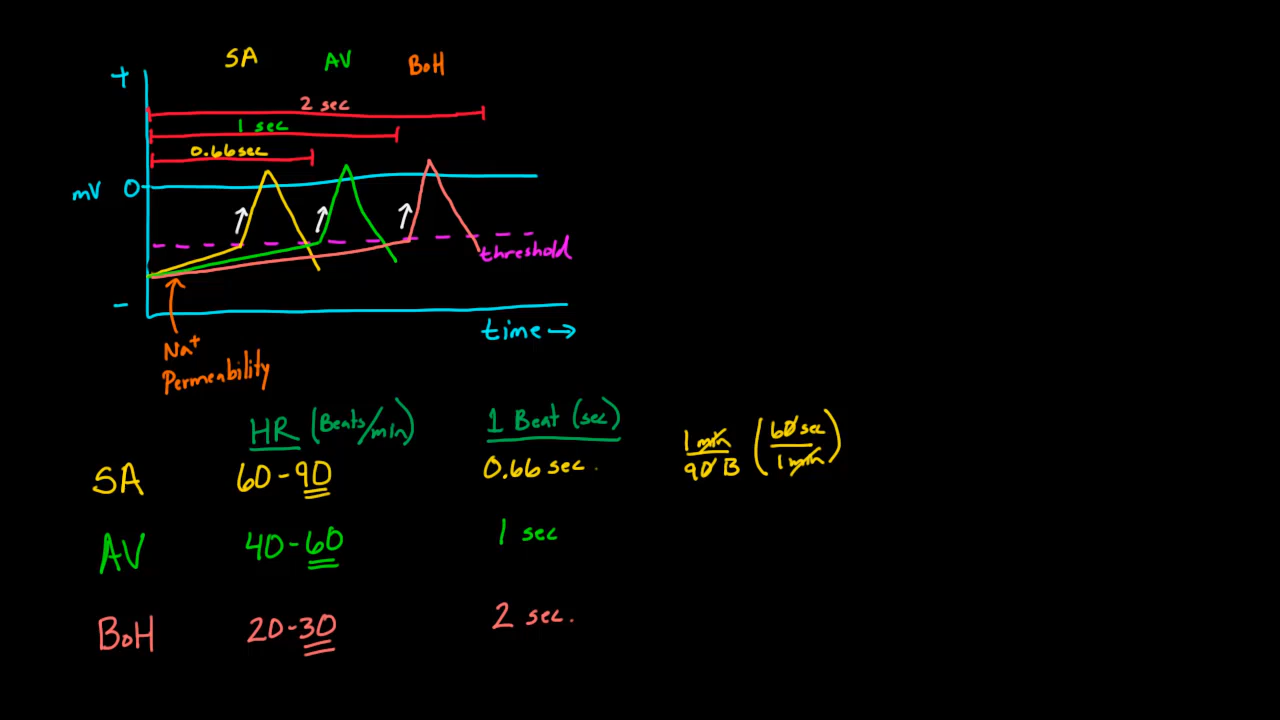 SA AV BoH
+
2 sec
1 sec
0.66sec
mV 0
threshold
–
time →
Na+
Permeability
HR (Beats/min) 1 Beat (sec)
SA 60-90 0.66 sec. 1 min/90 B (60 sec/1 min)
AV 40-60 1 sec
BoH 20-30 2 sec.